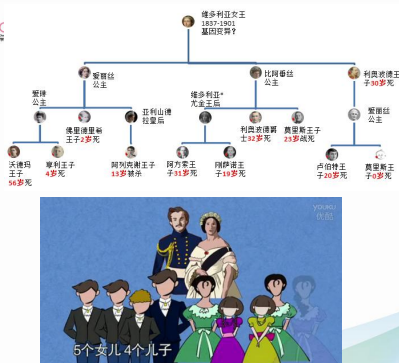 维多利亚女王
1837-1901
基因变异?
爱丽丝
公主
比阿番丝
公主
利奥波德王
子30岁死
爱琳
公主
佛里德里希
王子2岁死
亚利山德
拉皇后
维多利亚*
尤金王后
利奥波德爵
士32岁死
莫里斯王子
23岁战死
爱丽丝
公主
沃德玛
王子
56岁死
亨利王子
4岁死
阿列克谢王子
13岁被杀
阿方索王
子31岁死
刚萨诺王
子19岁死
卢伯特王
子20岁死
莫里斯王
子0岁死
YOUKU
优酷
5个女儿 4个儿子